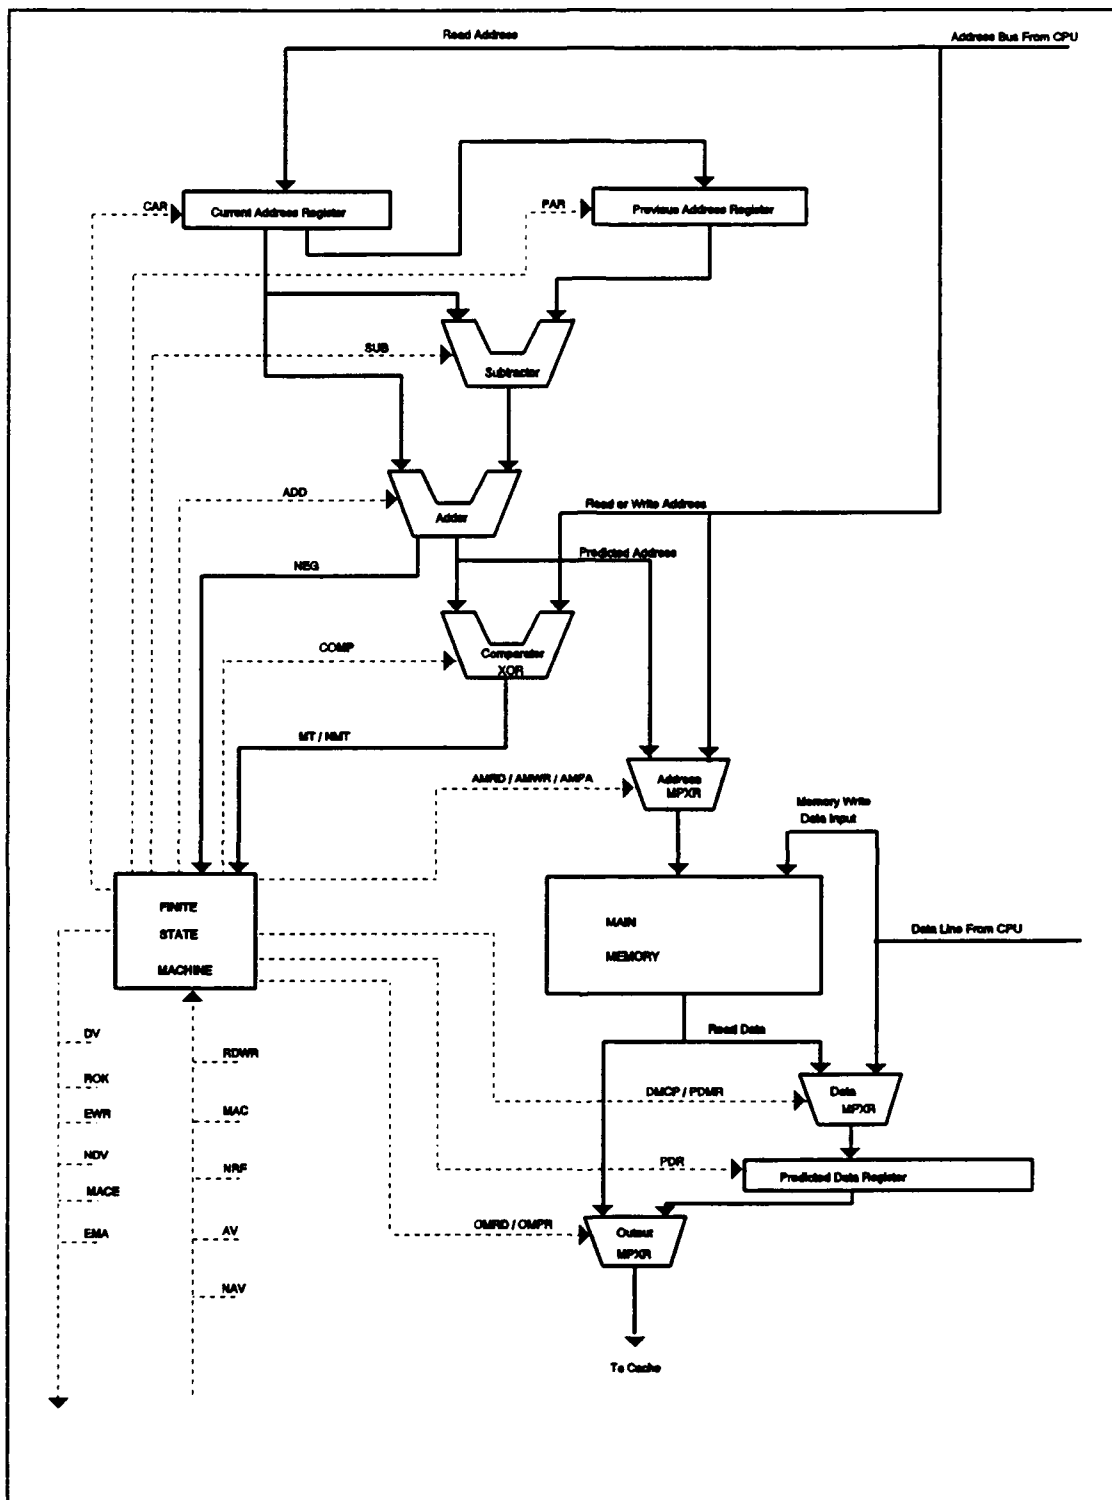 Read Address
Address Bus From CPU
CAR
Current Address Register
PAR
Previous Address Register
SUB
Subtractor
ADD
Adder
Read or Write Address
NEG
Predicted Address
COMP
Comparator
XOR
MT / NMT
AMRD / AMWR / AMPA
Address
MPXR
Memory Write
Data Input
FINITE
STATE
MACHINE
MAIN
MEMORY
Data Line From CPU
Read Data
DV
RDWR
ROK
DMCP / PDMR
Data
MPXR
EWR
MAC
NDV
NRF
PDR
Predicted Data Register
MACE
EMA
AV
OMRD / OMPR
Output
MPXR
NAV
To Cache